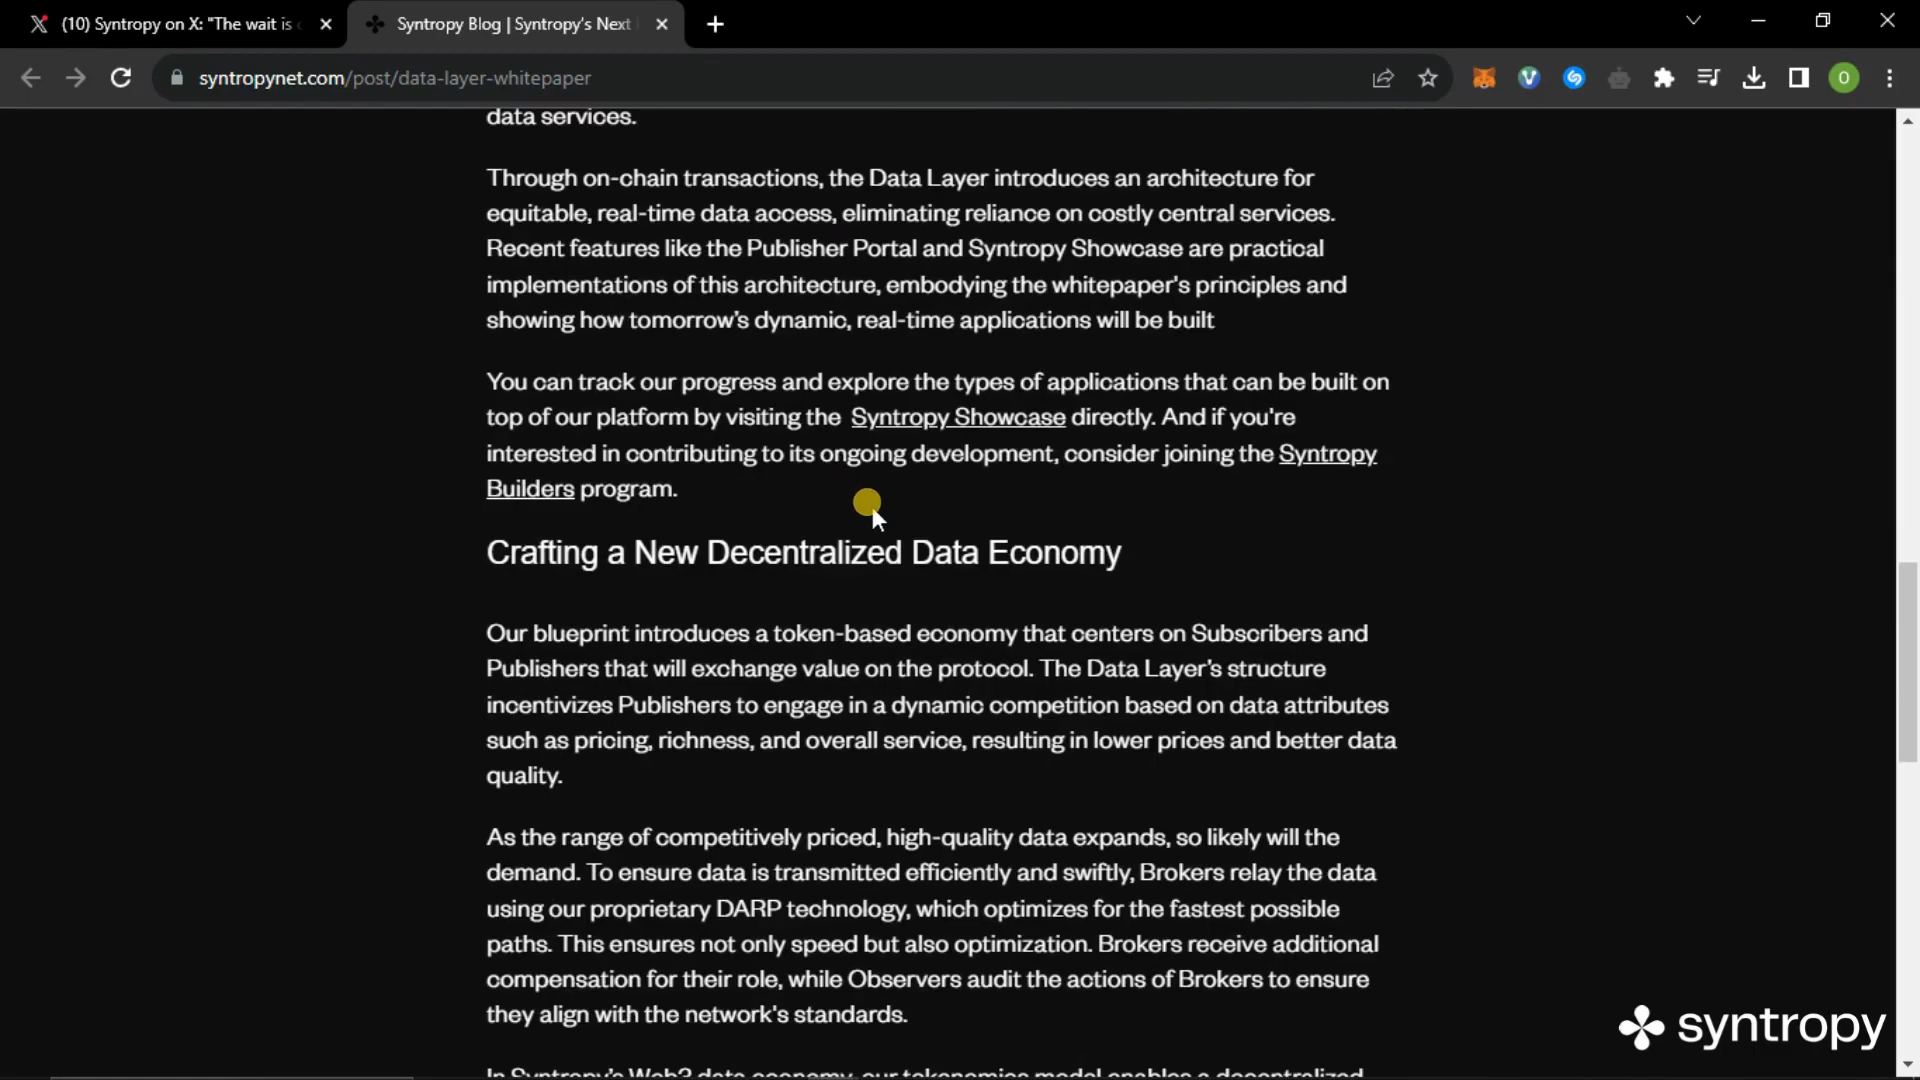 (10) Syntropy on X: "The wait is
Syntropy Blog | Syntropy's Next
syntropynet.com/post/data-layer-whitepaper
O
data services.
Through on-chain transactions, the Data Layer introduces an architecture for
equitable, real-time data access, eliminating reliance on costly central services.
Recent features like the Publisher Portal and Syntropy Showcase are practical
implementations of this architecture, embodying the whitepaper's principles and
showing how tomorrow's dynamic, real-time applications will be built
You can track our progress and explore the types of applications that can be built on
top of our platform by visiting the Syntropy Showcase directly. And if you're
interested in contributing to its ongoing development, consider joining the Syntropy
Builders program.
Crafting a New Decentralized Data Economy
Our blueprint introduces a token-based economy that centers on Subscribers and
Publishers that will exchange value on the protocol. The Data Layer's structure
incentivizes Publishers to engage in a dynamic competition based on data attributes
such as pricing, richness, and overall service, resulting in lower prices and better data
quality.
As the range of competitively priced, high-quality data expands, so likely will the
demand. To ensure data is transmitted efficiently and swiftly, Brokers relay the data
using our proprietary DARP technology, which optimizes for the fastest possible
paths. This ensures not only speed but also optimization. Brokers receive additional
compensation for their role, while Observers audit the actions of Brokers to ensure
they align with the network's standards.
In Syntropy's Web3 data economy, our tokenomics model enables a decentralized
syntropy